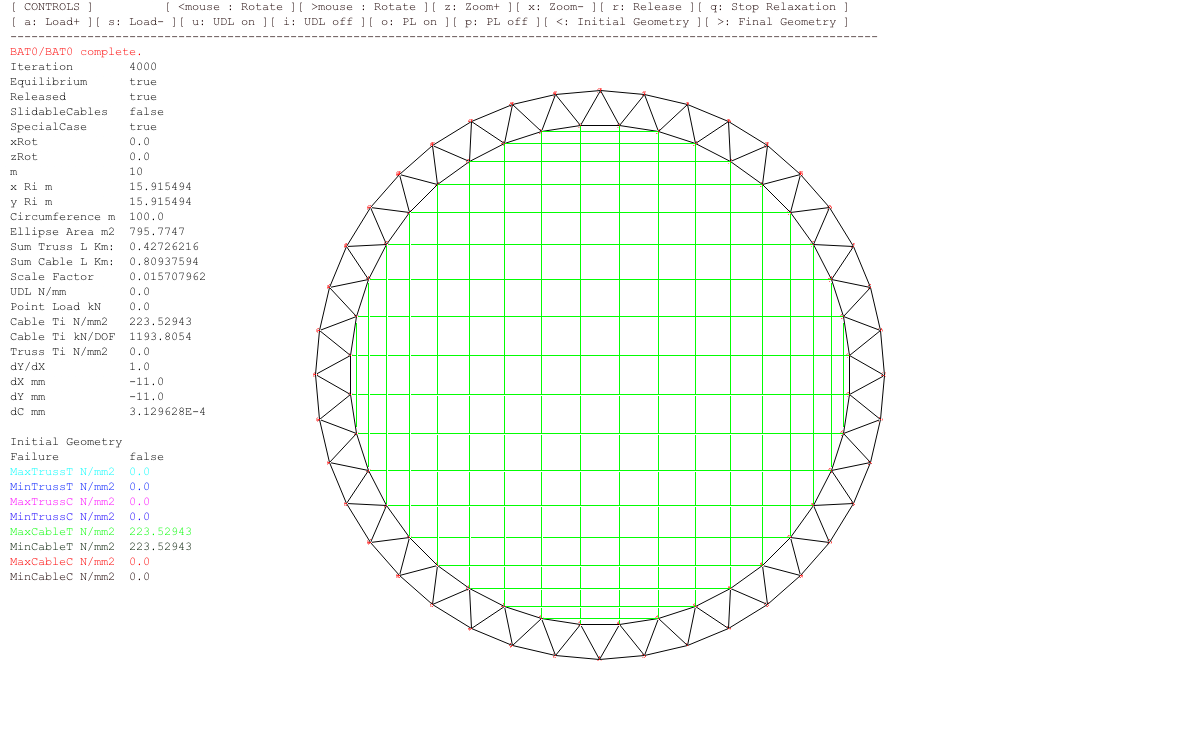 [ CONTROLS ] [ <mouse : Rotate ][ >mouse : Rotate ][ z: Zoom+ ][ x: Zoom- ][ r: Release ][ q: Stop Relaxation ]
[ a: Load+ ][ s: Load- ][ u: UDL on ][ i: UDL off ][ o: PL on ][ p: PL off ][ <: Initial Geometry ][ >: Final Geometry ]
----------------------------------------------------------------------------------------------------------------------------
BAT0/BAT0 complete.
Iteration 4000
Equilibrium true
Released true
SlidableCables false
SpecialCase true
xRot 0.0
zRot 0.0
m 10
x Ri m 15.915494
y Ri m 15.915494
Circumference m 100.0
Ellipse Area m2 795.7747
Sum Truss L Km: 0.42726216
Sum Cable L Km: 0.80937594
Scale Factor 0.015707962
UDL N/mm 0.0
Point Load kN 0.0
Cable Ti N/mm2 223.52943
Cable Ti kN/DOF 1193.8054
Truss Ti N/mm2 0.0
dY/dX 1.0
dX mm -11.0
dY mm -11.0
dC mm 3.129628E-4
Initial Geometry
Failure false
MaxTrussT N/mm2 0.0
MinTrussT N/mm2 0.0
MaxTrussC N/mm2 0.0
MinTrussC N/mm2 0.0
MaxCableT N/mm2 223.52943
MinCableT N/mm2 223.52943
MaxCableC N/mm2 0.0
MinCableC N/mm2 0.0